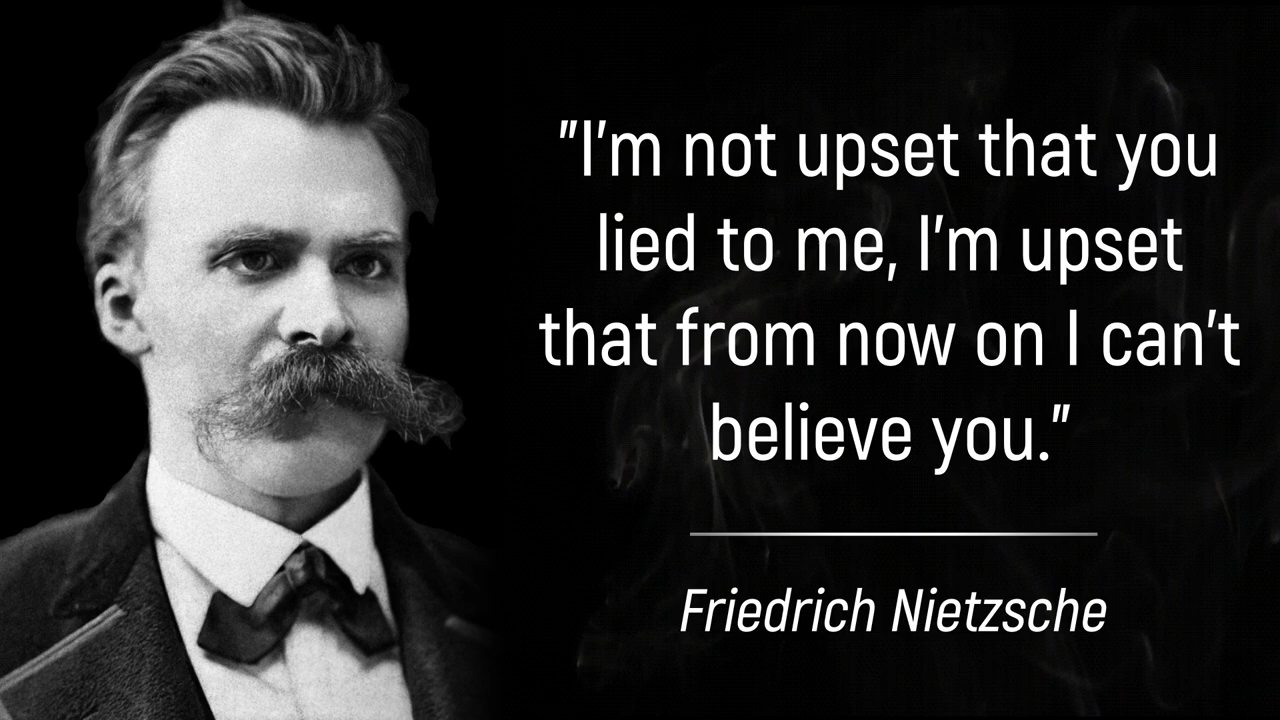 "I'm not upset that you
lied to me, I'm upset
that from now on I can't
believe you."
Friedrich Nietzsche